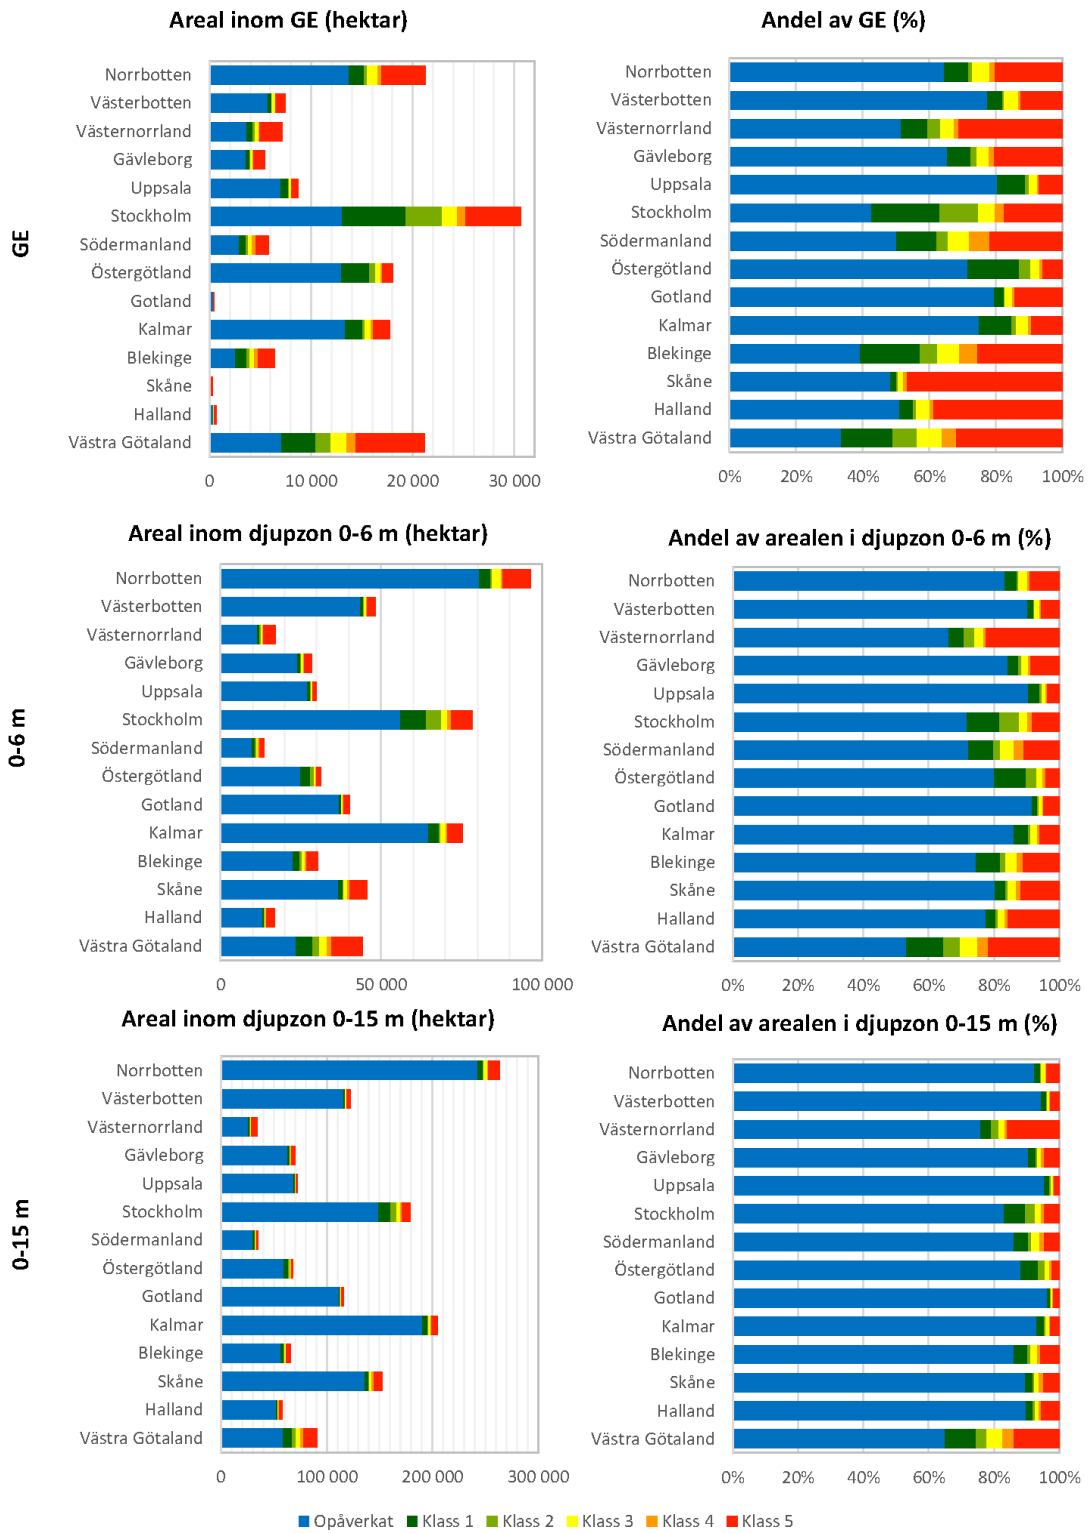 Areal inom GE (hektar)
Andel av GE (%)
GE
Norrbotten
Västerbotten
Västernorrland
Gävleborg
Uppsala
Stockholm
Södermanland
Östergötland
Gotland
Kalmar
Blekinge
Skåne
Halland
Västra Götaland
0 10 000 20 000 30 000
Norrbotten
Västerbotten
Västernorrland
Gävleborg
Uppsala
Stockholm
Södermanland
Östergötland
Gotland
Kalmar
Blekinge
Skåne
Halland
Västra Götaland
0% 20% 40% 60% 80% 100%
Areal inom djupzon 0-6 m (hektar)
Andel av arealen i djupzon 0-6 m (%)
0-6 m
Norrbotten
Västerbotten
Västernorrland
Gävleborg
Uppsala
Stockholm
Södermanland
Östergötland
Gotland
Kalmar
Blekinge
Skåne
Halland
Västra Götaland
0 50 000 100 000
Norrbotten
Västerbotten
Västernorrland
Gävleborg
Uppsala
Stockholm
Södermanland
Östergötland
Gotland
Kalmar
Blekinge
Skåne
Halland
Västra Götaland
0% 20% 40% 60% 80% 100%
Areal inom djupzon 0-15 m (hektar)
Andel av arealen i djupzon 0-15 m (%)
0-15 m
Norrbotten
Västerbotten
Västernorrland
Gävleborg
Uppsala
Stockholm
Södermanland
Östergötland
Gotland
Kalmar
Blekinge
Skåne
Halland
Västra Götaland
0 100 000 200 000 300 000
Norrbotten
Västerbotten
Västernorrland
Gävleborg
Uppsala
Stockholm
Södermanland
Östergötland
Gotland
Kalmar
Blekinge
Skåne
Halland
Västra Götaland
0% 20% 40% 60% 80% 100%
Opåverkat Klass 1 Klass 2 Klass 3 Klass 4 Klass 5